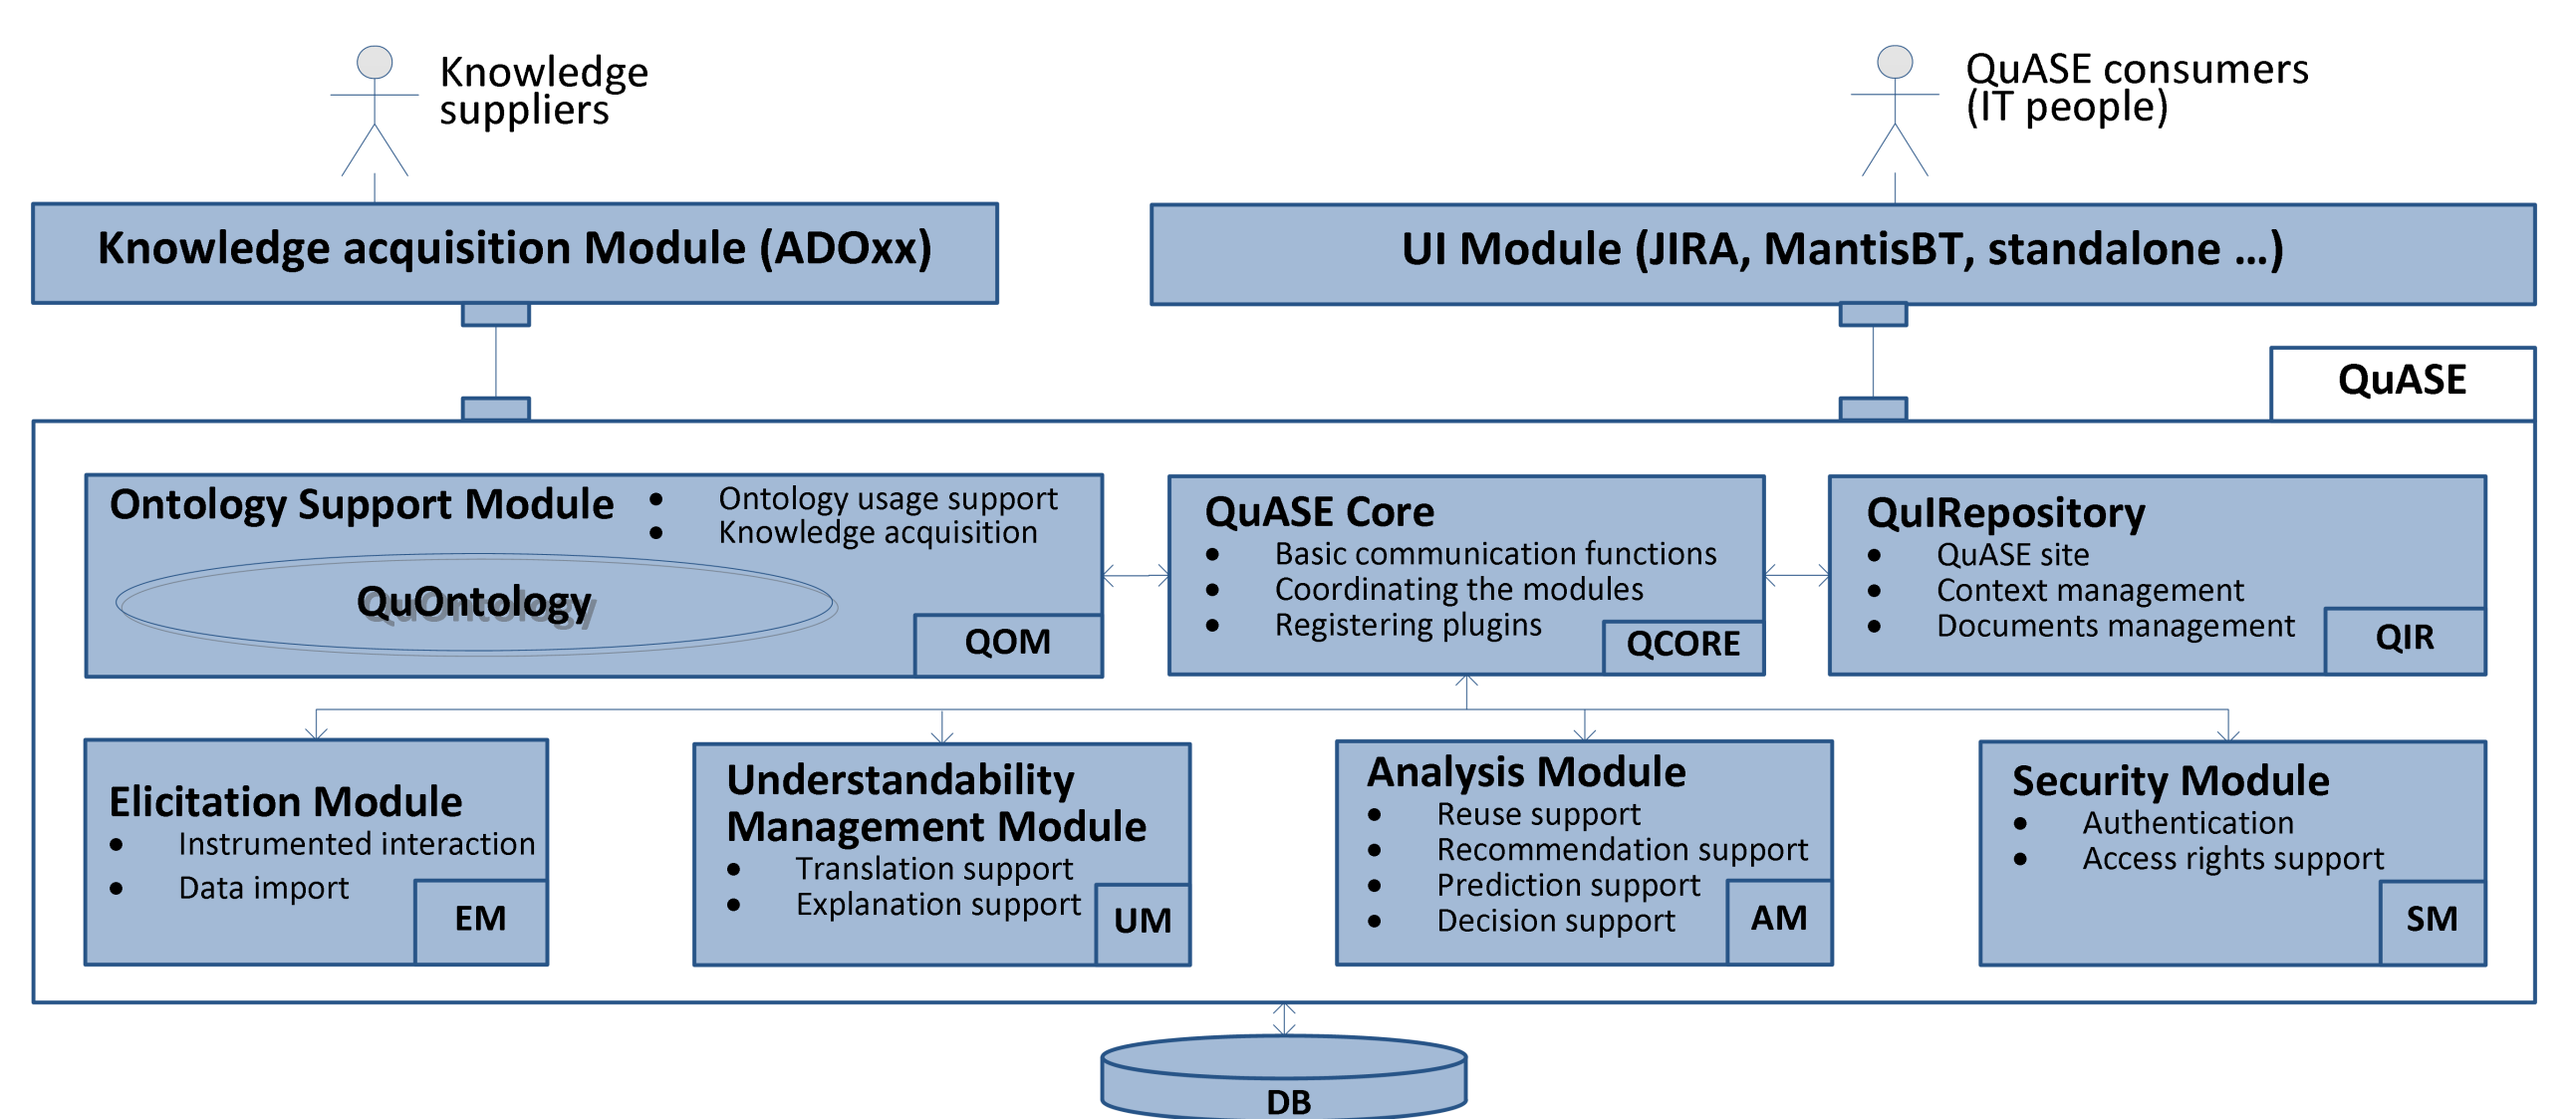 Knowledge
suppliers
QuASE consumers
(IT people)
Knowledge acquisition Module (ADOxx)
UI Module (JIRA, MantisBT, standalone ...)
QuASE
Ontology Support Module
• Ontology usage support
• Knowledge acquisition
QuOntology
QOM
QuASE Core
• Basic communication functions
• Coordinating the modules
• Registering plugins
QCORE
QuIRepository
• QuASE site
• Context management
• Documents management
QIR
Elicitation Module
• Instrumented interaction
• Data import
EM
Understandability
Management Module
• Translation support
• Explanation support
UM
Analysis Module
• Reuse support
• Recommendation support
• Prediction support
• Decision support
AM
Security Module
• Authentication
• Access rights support
SM
DB